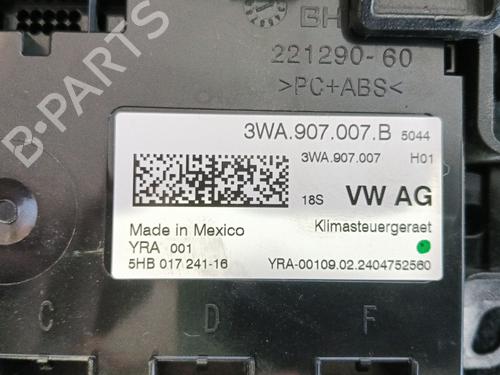 BH
221290-60
>PC+ABS<
B-PARTS
3WA.907.007.B 5044
3WA.907.007 H01
18S VW AG
Made in Mexico Klimasteuergeraet
YRA 001
5HB 017 241-16 YRA-00109.02.2404752560
C D F